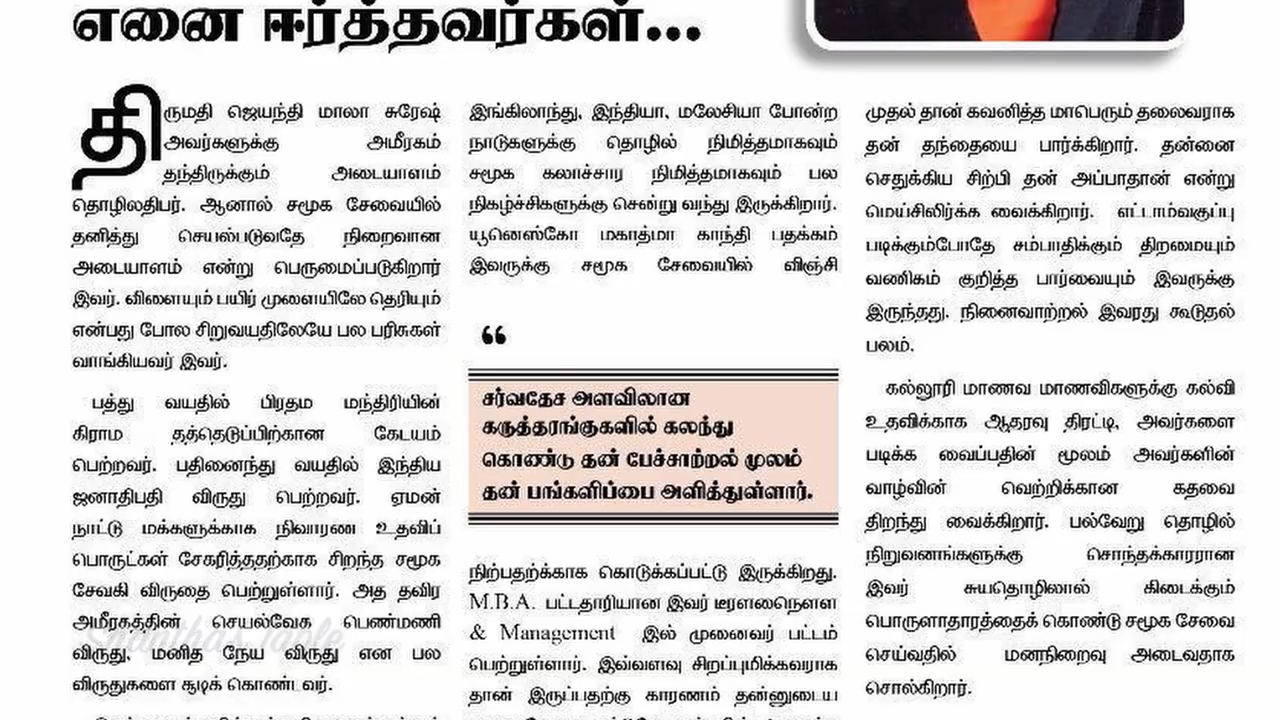 எனை ஈர்த்தவர்கள்...
திருமதி ஜெயந்தி மாலா சுரேஷ்
அவர்களுக்கு அமீரகம்
தந்திருக்கும் அடையாளம்
தொழிலதிபர். ஆனால் சமூக சேவையில்
தனித்து செயல்படுவதே நிறைவான
அடையாளம் என்று பெருமைப்படுகிறார்
இவர். விளையும் பயிர் முளையிலே தெரியும்
என்பது போல சிறுவயதிலேயே பல பரிசுகள்
வாங்கியவர் இவர்.
பத்து வயதில் பிரதம மந்திரியின்
கிராம தத்தெடுப்பிற்கான கேடயம்
பெற்றவர். பதினைந்து வயதில் இந்திய
ஜனாதிபதி விருது பெற்றவர். ஏமன்
நாட்டு மக்களுக்காக நிவாரண உதவிப்
பொருட்கள் சேகரித்ததற்காக சிறந்த சமூக
சேவகி விருதை பெற்றுள்ளார். அத தவிர
அமீரகத்தின் செயல்வேக பெண்மணி
விருது, மனித நேய விருது என பல
விருதுகளை சூடிக் கொண்டவர்.
இங்கிலாந்து, இந்தியா, மலேசியா போன்ற
நாடுகளுக்கு தொழில் நிமித்தமாகவும்
சமூக கலாச்சார நிமித்தமாகவும் பல
நிகழ்ச்சிகளுக்கு சென்று வந்து இருக்கிறார்.
யூனெஸ்கோ மகாத்மா காந்தி பதக்கம்
இவருக்கு சமூக சேவையில் விஞ்சி
“
சர்வதேச அளவிலான
கருத்தரங்குகளில் கலந்து
கொண்டு தன் பேச்சாற்றல் மூலம்
தன் பங்களிப்பை அளித்துள்ளார்.
நிற்பதற்க்காக கொடுக்கப்பட்டு இருக்கிறது.
M.B.A. பட்டதாரியான இவர்
& Management இல் முனைவர் பட்டம்
பெற்றுள்ளார். இவ்வளவு சிறப்புமிக்கவராக
தான் இருப்பதற்கு காரணம் தன்னுடைய
முதல் தான் கவனித்த மாபெரும் தலைவராக
தன் தந்தையை பார்க்கிறார். தன்னை
செதுக்கிய சிற்பி தன் அப்பாதான் என்று
மெய்சிலிர்க்க வைக்கிறார். எட்டாம்வகுப்பு
படிக்கும்போதே சம்பாதிக்கும் திறமையும்
வணிகம் குறித்த பார்வையும் இவருக்கு
இருந்தது. நினைவாற்றல் இவரது கூடுதல்
பலம்.
கல்லூரி மாணவ மாணவிகளுக்கு கல்வி
உதவிக்காக ஆதரவு திரட்டி, அவர்களை
படிக்க வைப்பதின் மூலம் அவர்களின்
வாழ்வின் வெற்றிக்கான கதவை
திறந்து வைக்கிறார். பல்வேறு தொழில்
நிறுவனங்களுக்கு சொந்தக்காரரான
இவர் சுயதொழிலால் கிடைக்கும்
பொருளாதாரத்தைக் கொண்டு சமூக சேவை
செய்வதில் மனநிறைவு அடைவதாக
சொல்கிறார்.